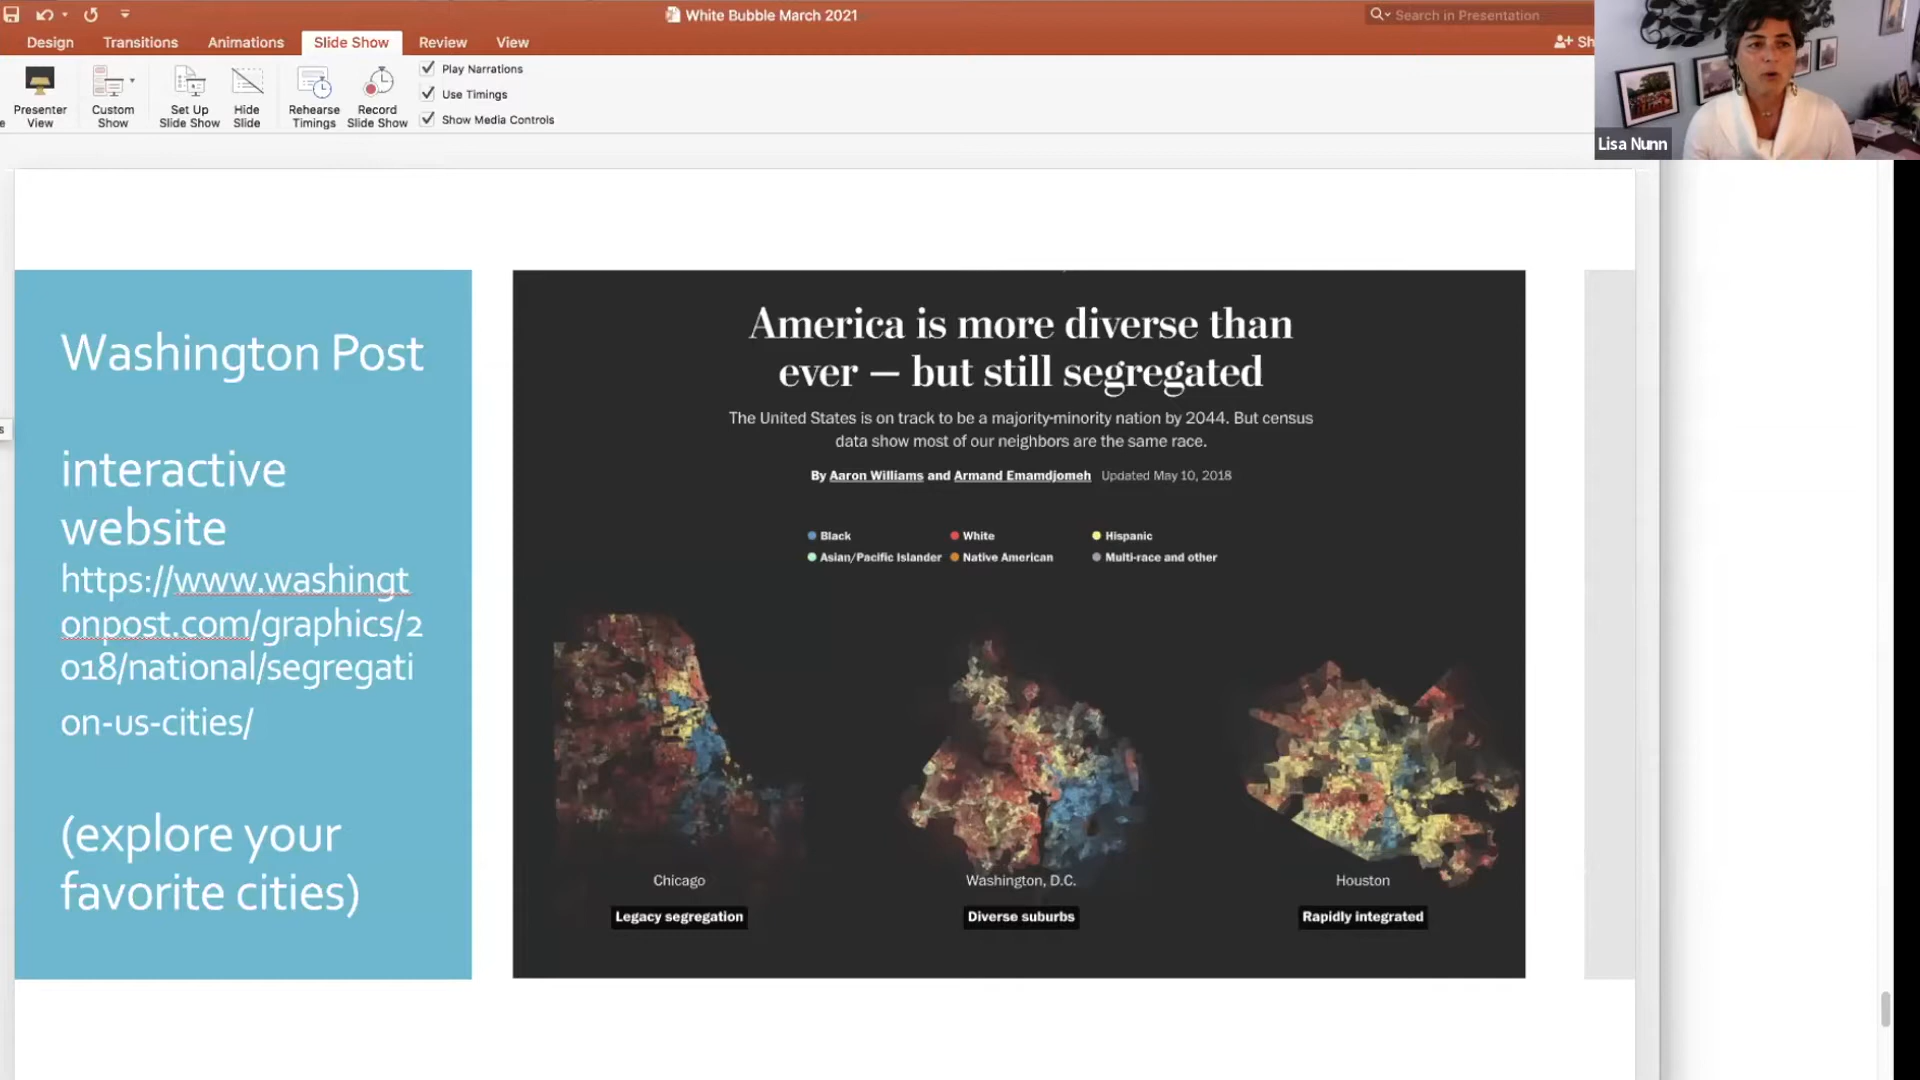 White Bubble March 2021
Search in Presentation
Design
Transitions
Animations
Slide Show
Review
View
Sh
Presenter View
Custom Show
Set Up Slide Show
Hide Slide
Rehearse Timings
Record Slide Show
Play Narrations
Use Timings
Show Media Controls
Lisa Nunn
Washington Post
interactive
website
https://www.washingt
onpost.com/graphics/2
018/national/segregati
on-us-cities/
(explore your
favorite cities)
America is more diverse than
ever — but still segregated
The United States is on track to be a majority-minority nation by 2044. But census
data show most of our neighbors are the same race.
By Aaron Williams and Armand Emamdjomeh Updated May 10, 2018
Black White Hispanic
Asian/Pacific Islander Native American Multi-race and other
Chicago
Legacy segregation
Washington, D.C.
Diverse suburbs
Houston
Rapidly integrated